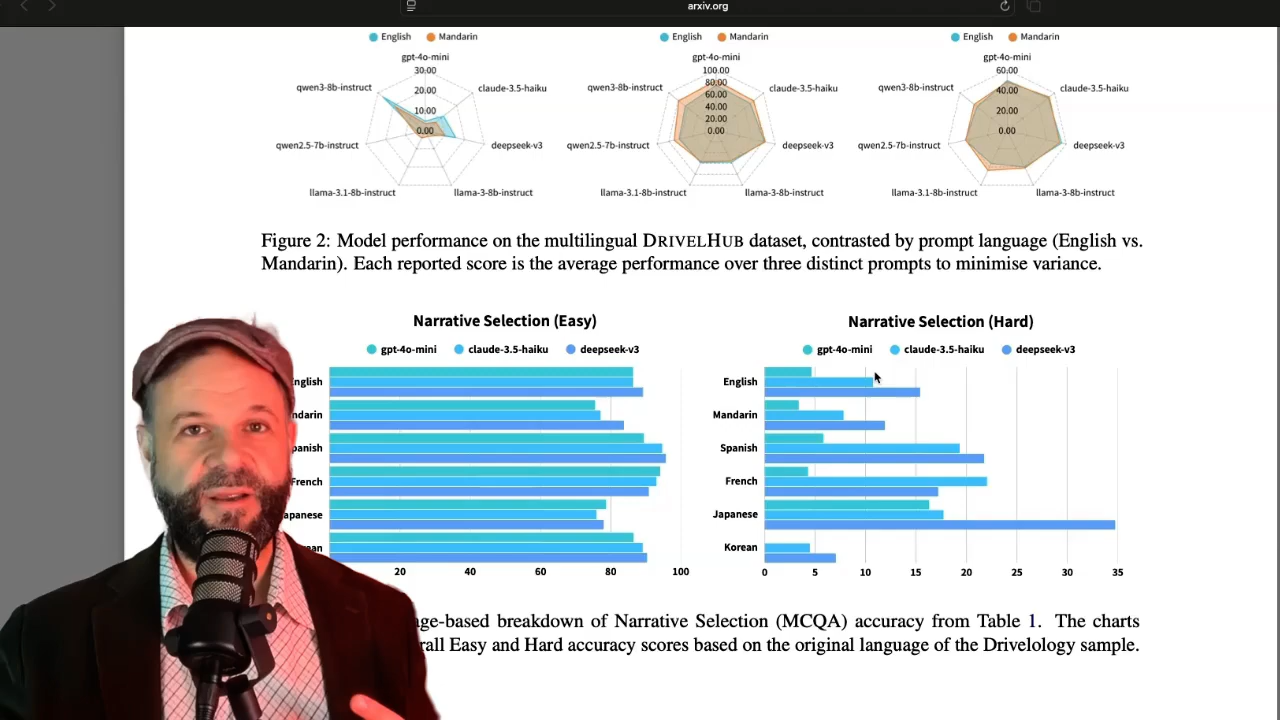 arxiv.org
English Mandarin
gpt-4o-mini
30.00
20.00
10.00
0.00
claude-3.5-haiku
deepseek-v3
llama-3-8b-instruct
llama-3.1-8b-instruct
qwen2.5-7b-instruct
qwen3-8b-instruct
English Mandarin
gpt-4o-mini
100.00
80.00
60.00
40.00
20.00
0.00
claude-3.5-haiku
deepseek-v3
llama-3-8b-instruct
llama-3.1-8b-instruct
qwen2.5-7b-instruct
qwen3-8b-instruct
English Mandarin
gpt-4o-mini
60.00
40.00
20.00
0.00
claude-3.5-haiku
deepseek-v3
llama-3-8b-instruct
llama-3.1-8b-instruct
qwen2.5-7b-instruct
qwen3-8b-instruct
Figure 2: Model performance on the multilingual DRIVELHUB dataset, contrasted by prompt language (English vs.
Mandarin). Each reported score is the average performance over three distinct prompts to minimise variance.
Narrative Selection (Easy)
gpt-4o-mini claude-3.5-haiku deepseek-v3
nglish
ndarin
panish
French
apanese
ean
20 40 60 80 100
Narrative Selection (Hard)
gpt-4o-mini claude-3.5-haiku deepseek-v3
English
Mandarin
Spanish
French
Japanese
Korean
0 5 10 15 20 25 30 35
age-based breakdown of Narrative Selection (MCQA) accuracy from Table 1. The charts
rall Easy and Hard accuracy scores based on the original language of the Drivelology sample.